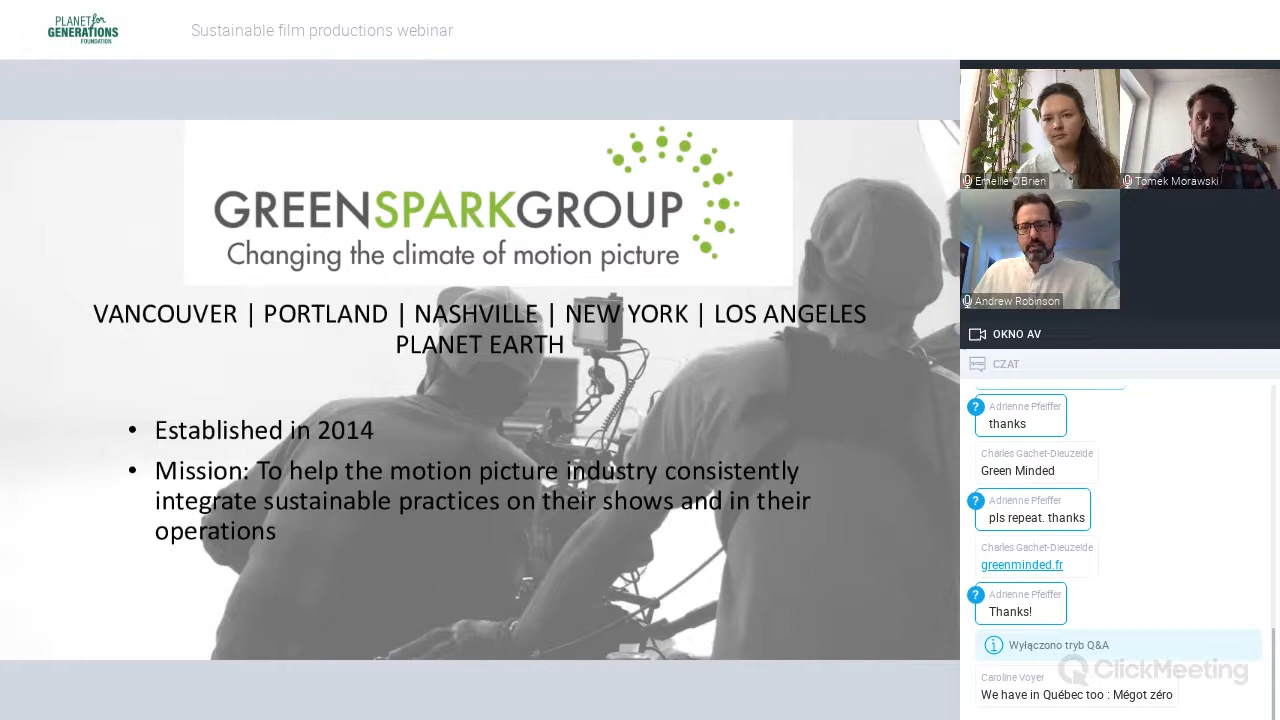 PLANET for
GENERATIONS
FOUNDATION
Sustainable film productions webinar
GREENSPARKGROUP
Changing the climate of motion picture
VANCOUVER | PORTLAND | NASHVILLE | NEW YORK | LOS ANGELES
PLANET EARTH
• Established in 2014
• Mission: To help the motion picture industry consistently
integrate sustainable practices on their shows and in their
operations
Emeilie O'Brien
Tomek Morawski
Andrew Robinson
OKNO AV
CZAT
?
Adrienne Pfeiffer
thanks
Charles Gachet-Dieuzeide
Green Minded
?
Adrienne Pfeiffer
pls repeat. thanks
Charles Gachet-Dieuzeide
greenminded.fr
?
Adrienne Pfeiffer
Thanks!
Wyłączono tryb Q&A
ClickMeeting
Caroline Voyer
We have in Québec too : Mégot zéro